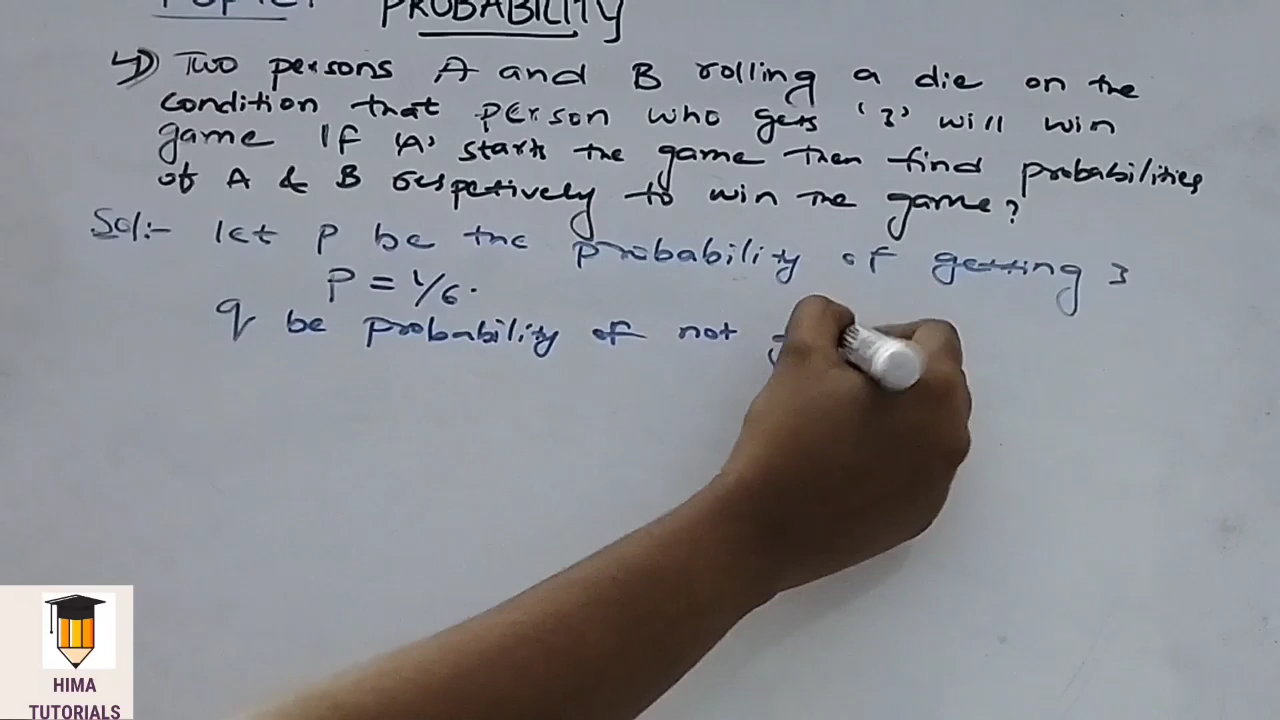 PROBABILITY
4) Two persons A and B rolling a die on the
condition that person who gets '3' will win
game If 'A' starts the game then find probabilities
of A & B respetively to win the game?
Sol:- let P be the probability of getting 3
P = 1/6.
q be probability of not
HIMA
TUTORIALS